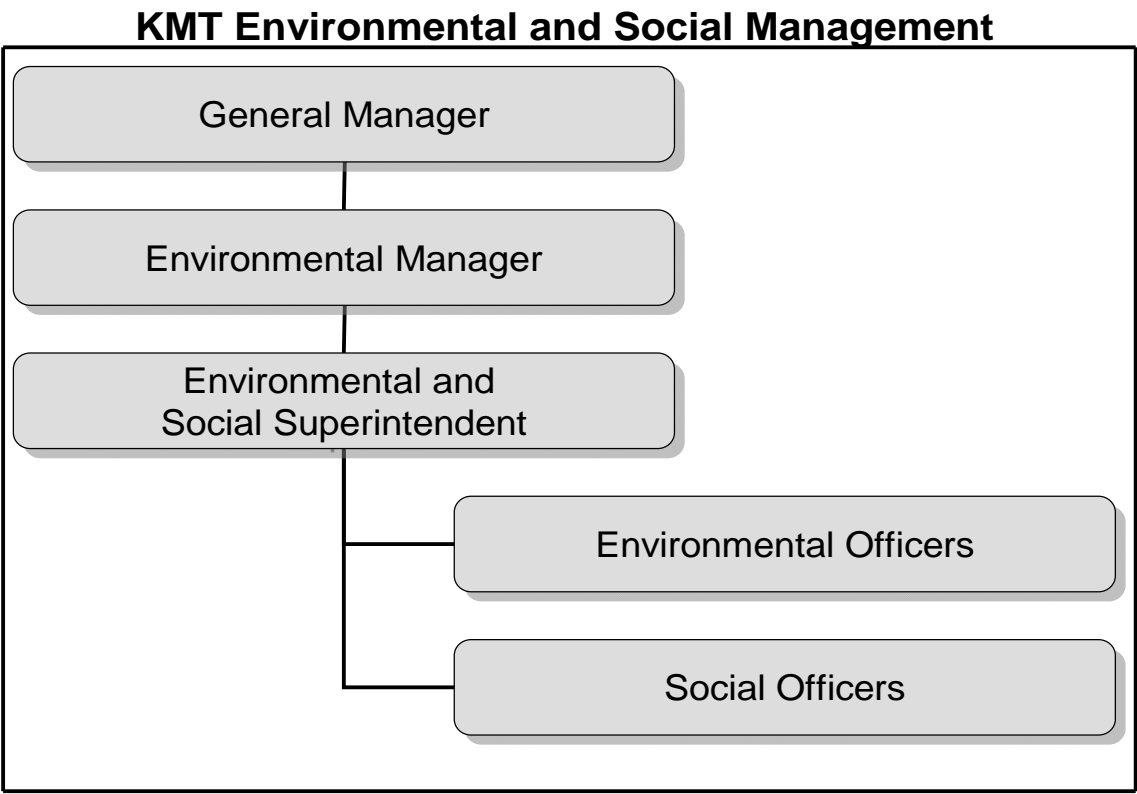 KMT Environmental and Social Management
General Manager
Environmental Manager
Environmental and
Social Superintendent
Environmental Officers
Social Officers